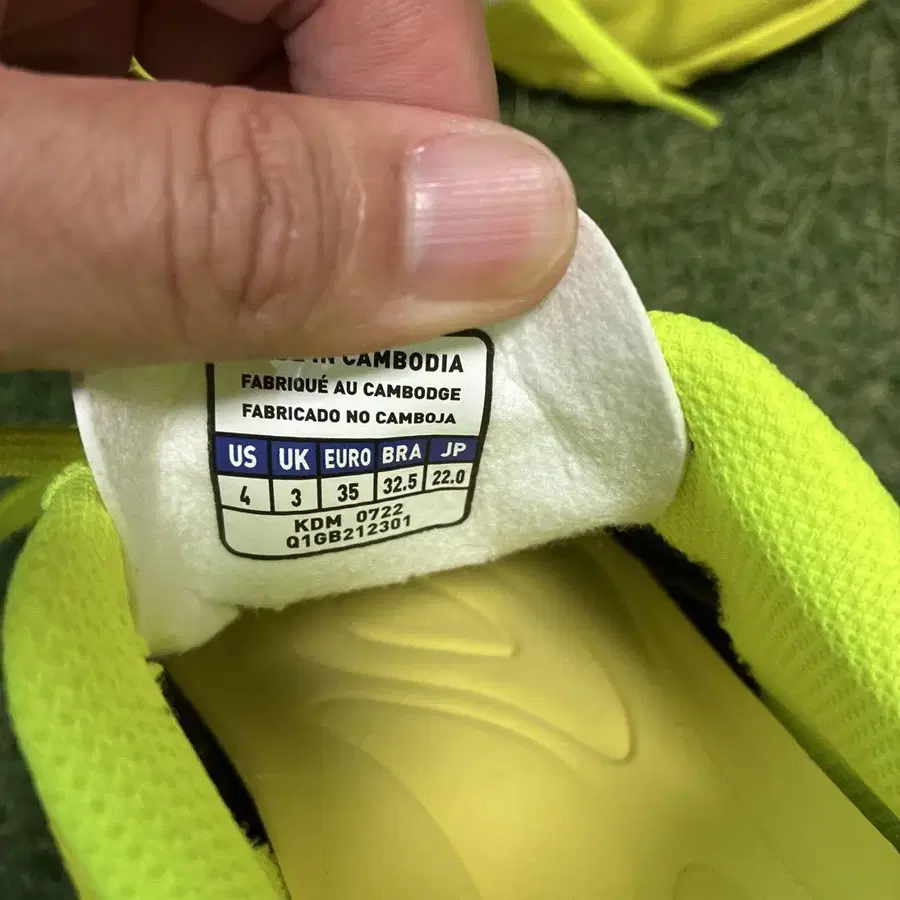 IN CAMBODIA
FABRIQUÉ AU CAMBODGE
FABRICADO NO CAMBOJA
US UK EURO BRA JP
4 3 35 32.5 22.0
KDM 0722
Q1GB212301